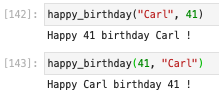 [142]: happy_birthday("Carl", 41)
Happy 41 birthday Carl !
[143]: happy_birthday(41, "Carl")
Happy Carl birthday 41 !